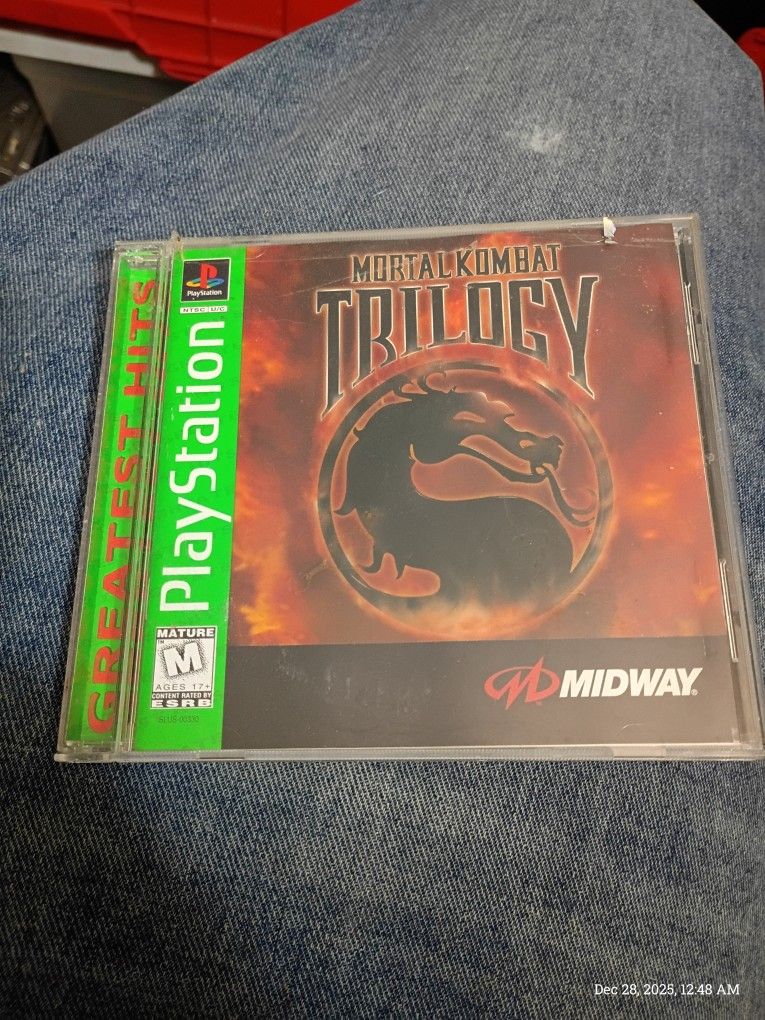 GREATEST HITS
PlayStation
NTSC U/C
PlayStation
MORTAL KOMBAT
TRILOGY
MATURE
M
AGES 17+
CONTENT RATED BY
ESRB
SLUS-00330
MIDWAY®
Dec 28, 2025, 12:48 AM